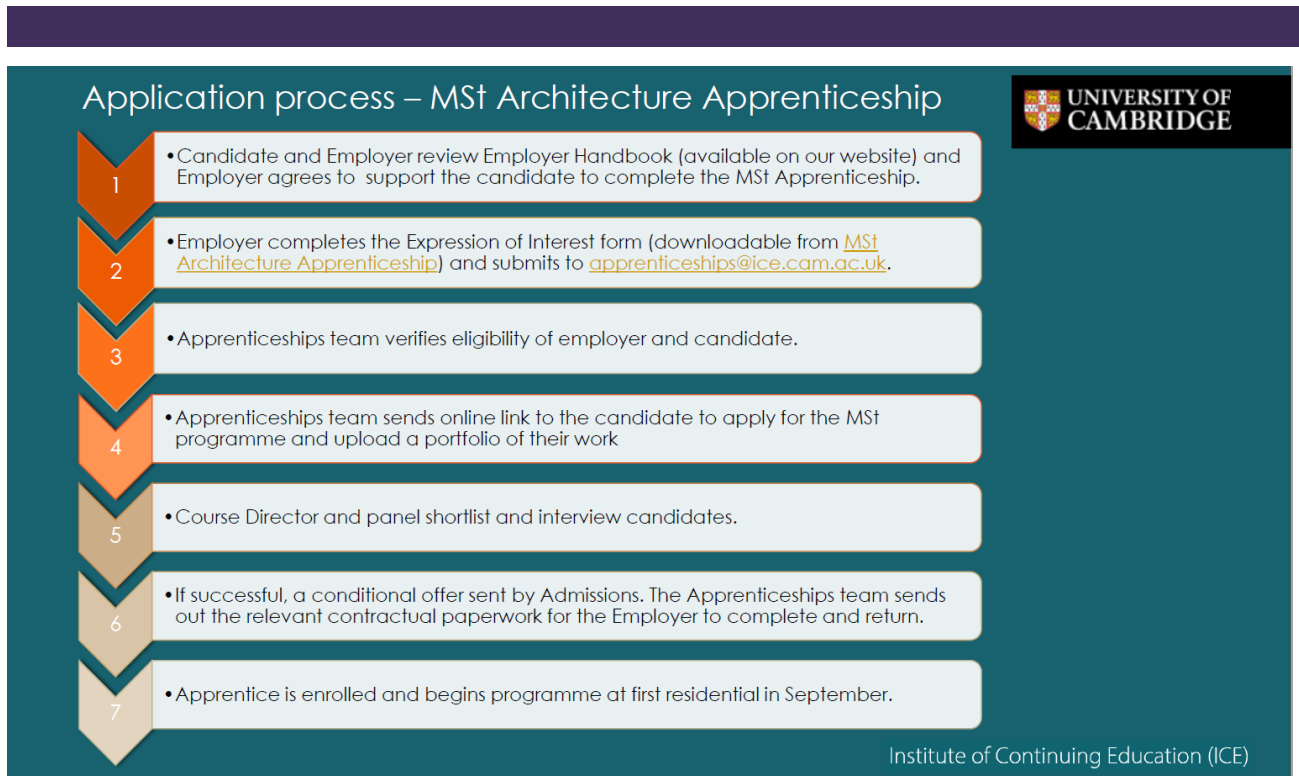 Application process – MSt Architecture Apprenticeship
UNIVERSITY OF
CAMBRIDGE
1
•Candidate and Employer review Employer Handbook (available on our website) and
Employer agrees to  support the candidate to complete the MSt Apprenticeship.
2
•Employer completes the Expression of Interest form (downloadable from MSt
Architecture Apprenticeship) and submits to apprenticeships@ice.cam.ac.uk.
3
•Apprenticeships team verifies eligibility of employer and candidate.
4
•Apprenticeships team sends online link to the candidate to apply for the MSt
programme and upload a portfolio of their work
5
•Course Director and panel shortlist and interview candidates.
6
•If successful, a conditional offer sent by Admissions. The Apprenticeships team sends
out the relevant contractual paperwork for the Employer to complete and return.
7
•Apprentice is enrolled and begins programme at first residential in September.
Institute of Continuing Education (ICE)